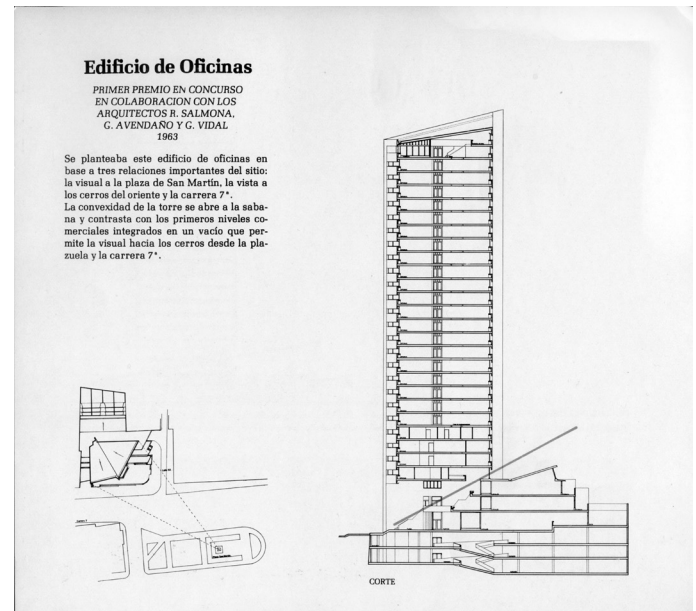 Edificio de Oficinas
PRIMER PREMIO EN CONCURSO
EN COLABORACION CON LOS
ARQUITECTOS R. SALMONA,
G. AVENDAÑO Y G. VIDAL
1963
Se planteaba este edificio de oficinas en
base a tres relaciones importantes del sitio:
la visual a la plaza de San Martín, la vista a
los cerros del oriente y la carrera 7ª.
La convexidad de la torre se abre a la saba-
na y contrasta con los primeros niveles co-
merciales integrados en un vacío que per-
mite la visual hacia los cerros desde la pla-
zuela y la carrera 7ª.
CORTE